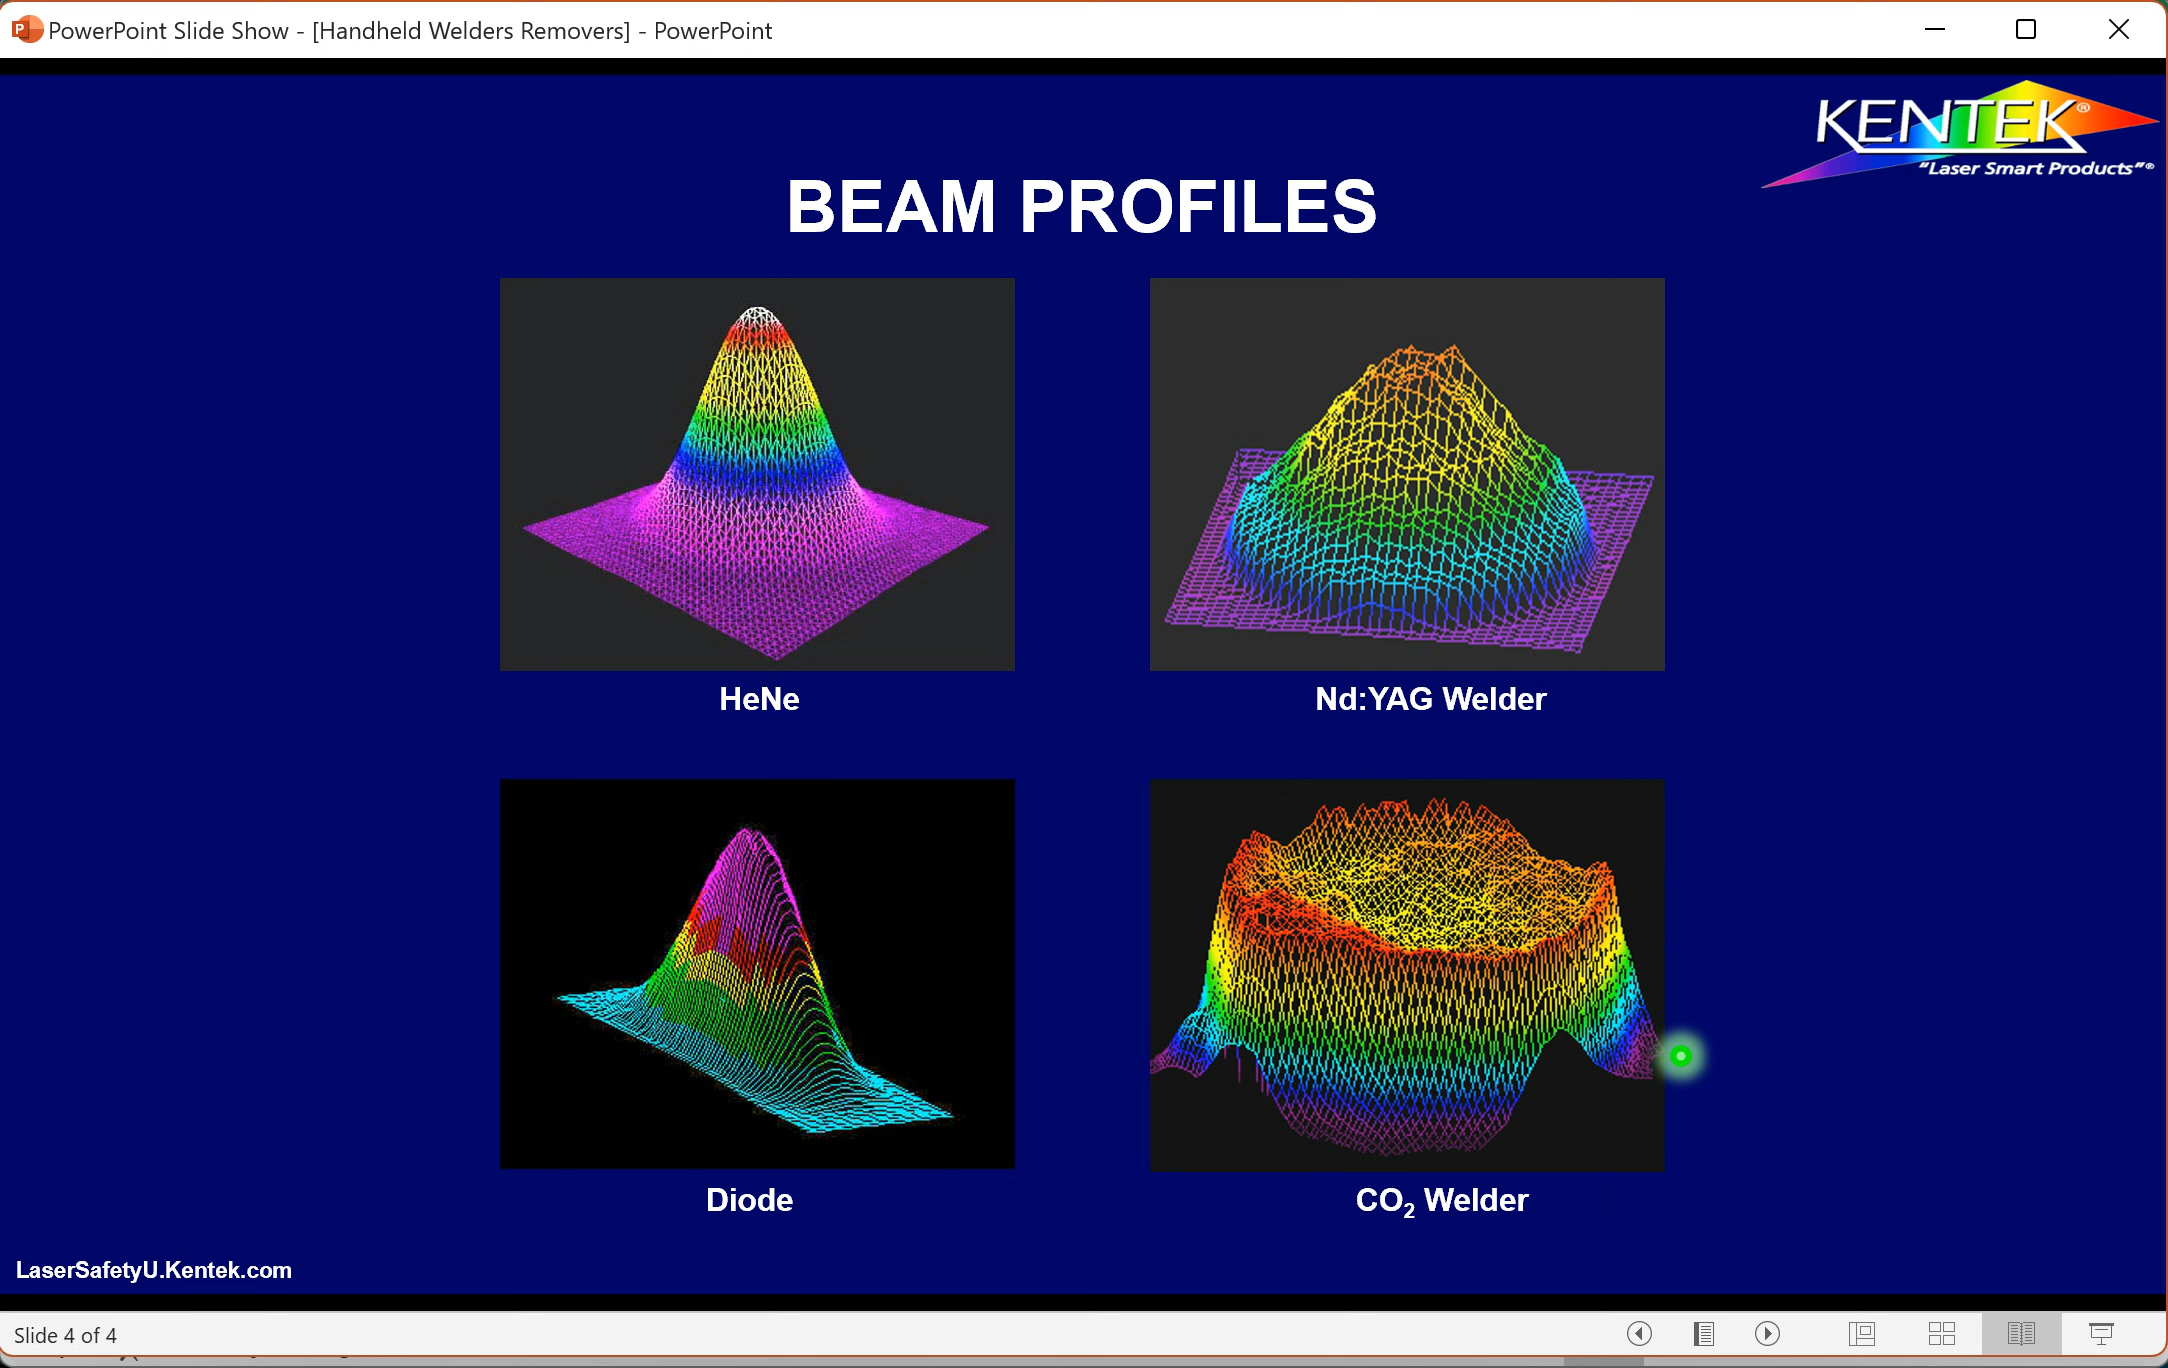 PowerPoint Slide Show - [Handheld Welders Removers] - PowerPoint
KENTEK®
"Laser Smart Products"®
BEAM PROFILES
HeNe
Nd:YAG Welder
Diode
CO₂ Welder
LaserSafetyU.Kentek.com
Slide 4 of 4